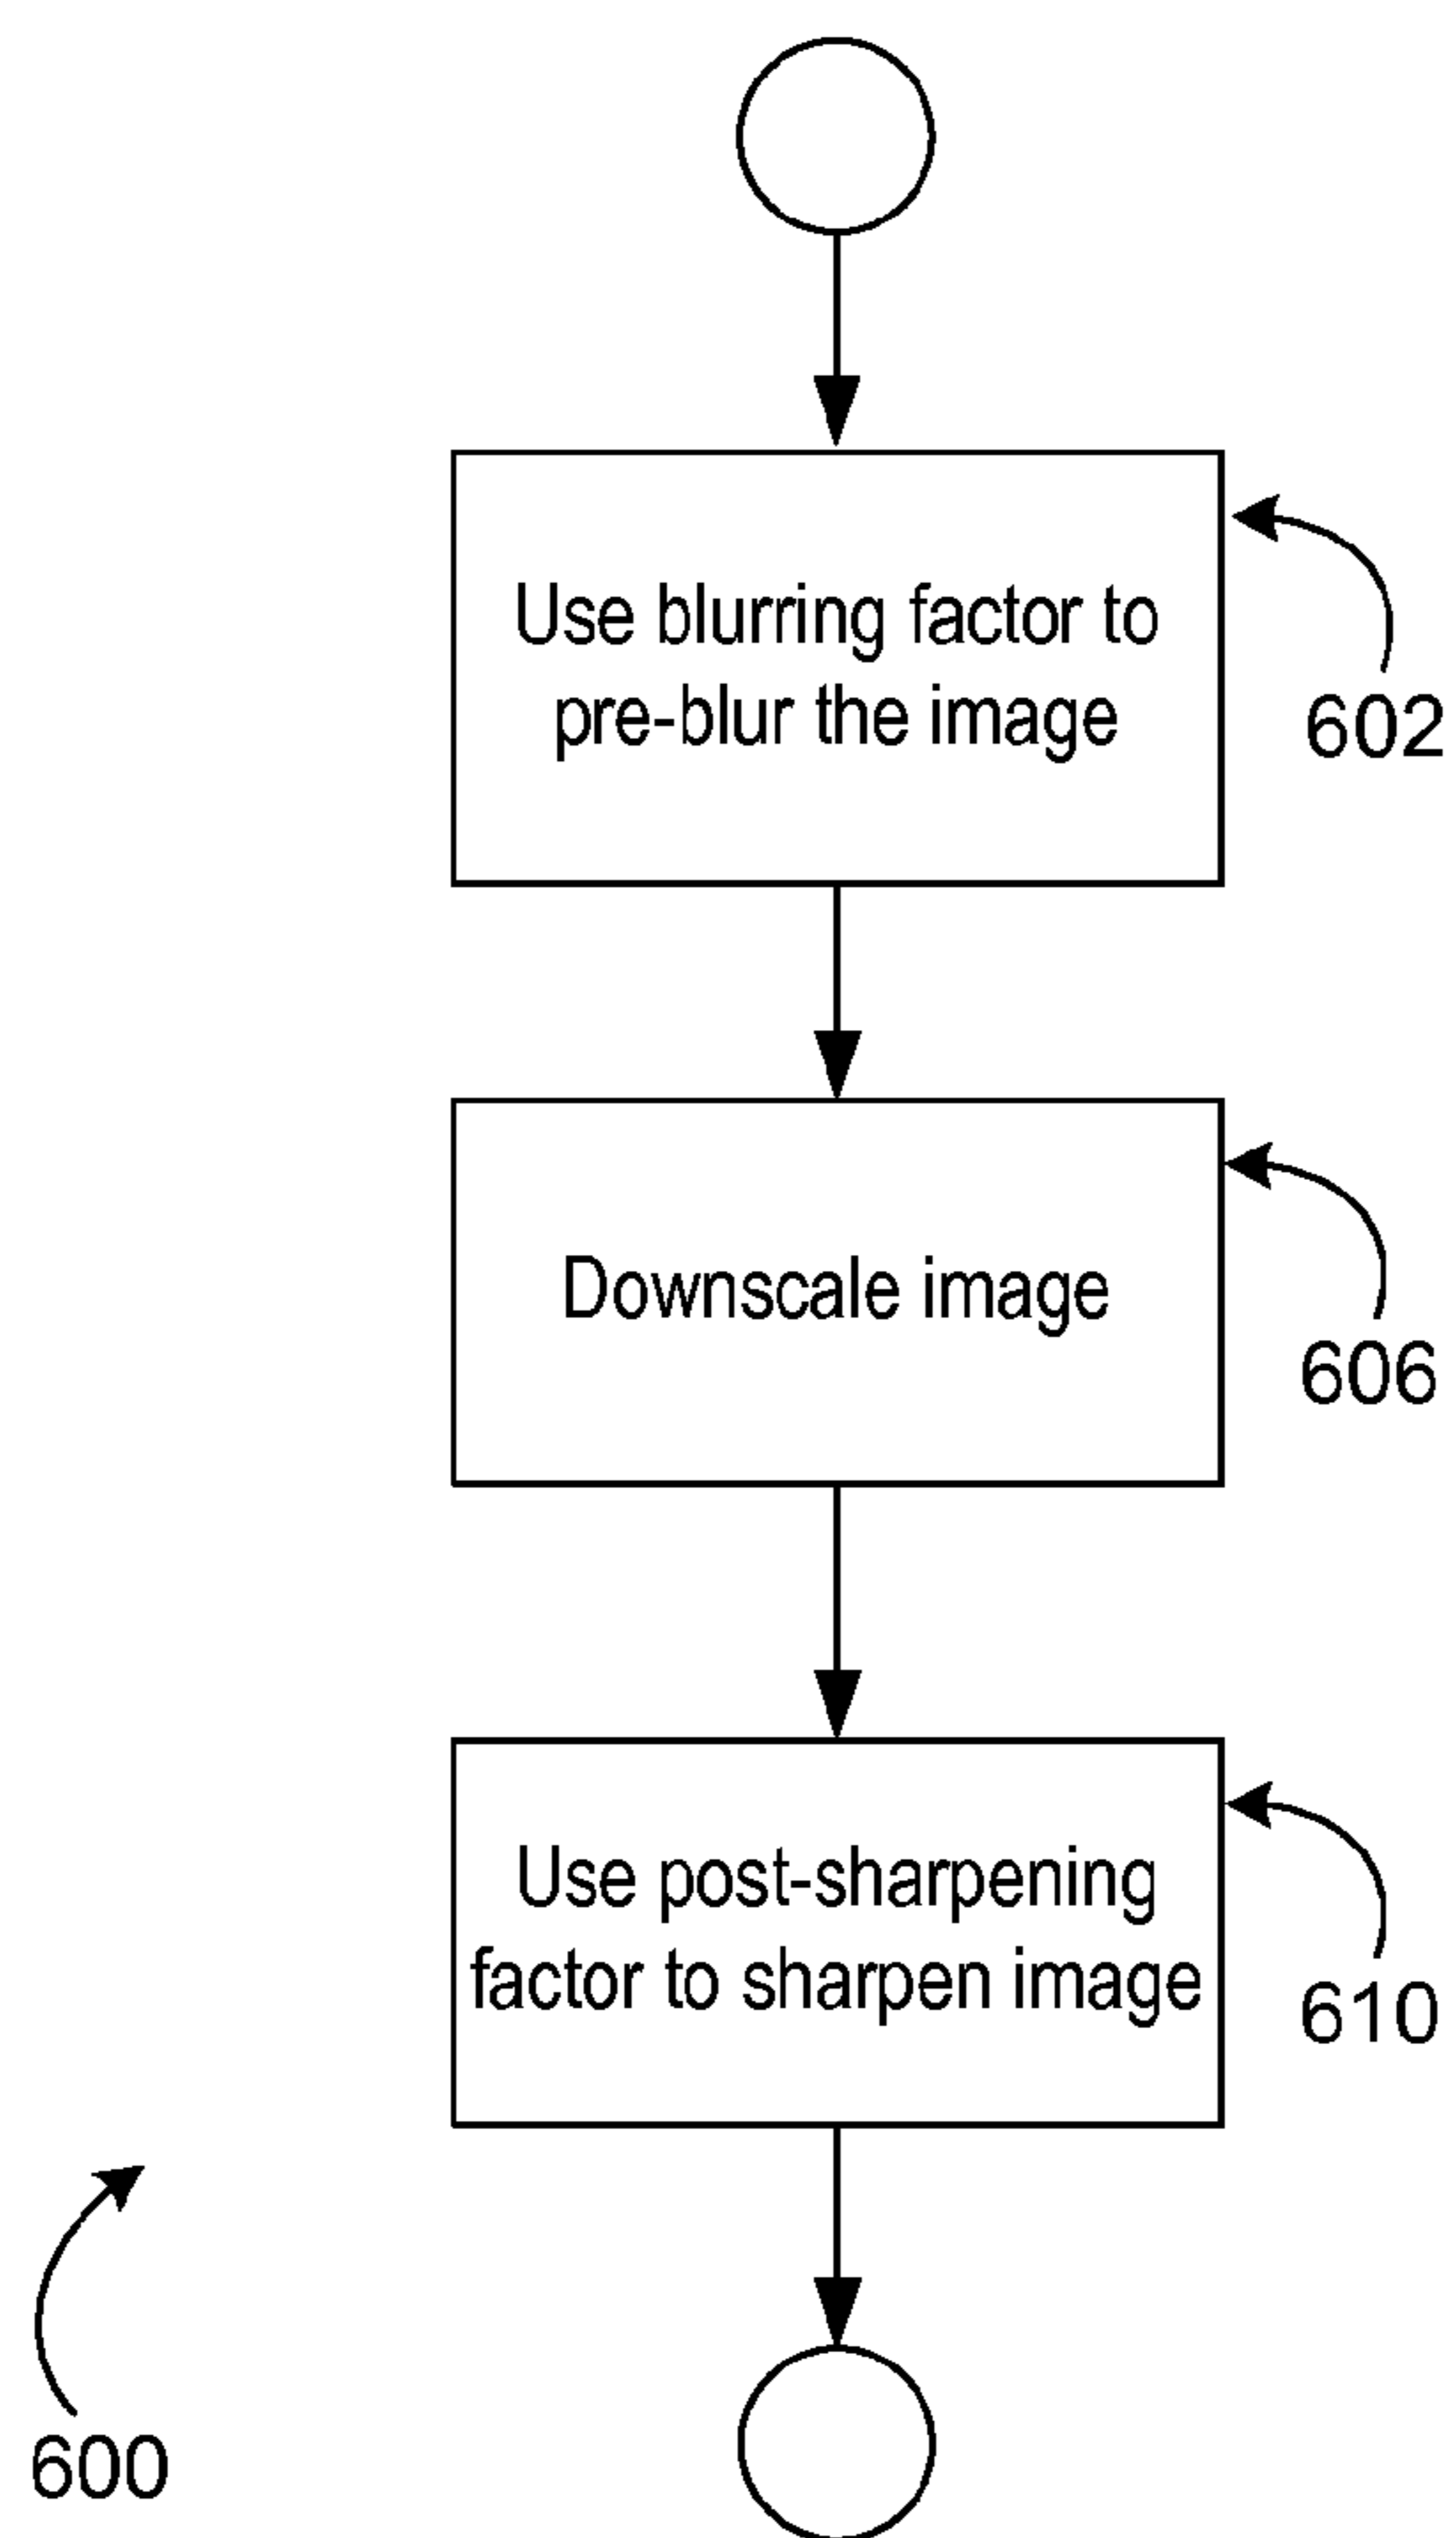 Use blurring factor to
pre-blur the image
602
Downscale image
606
Use post-sharpening
factor to sharpen image
610
600